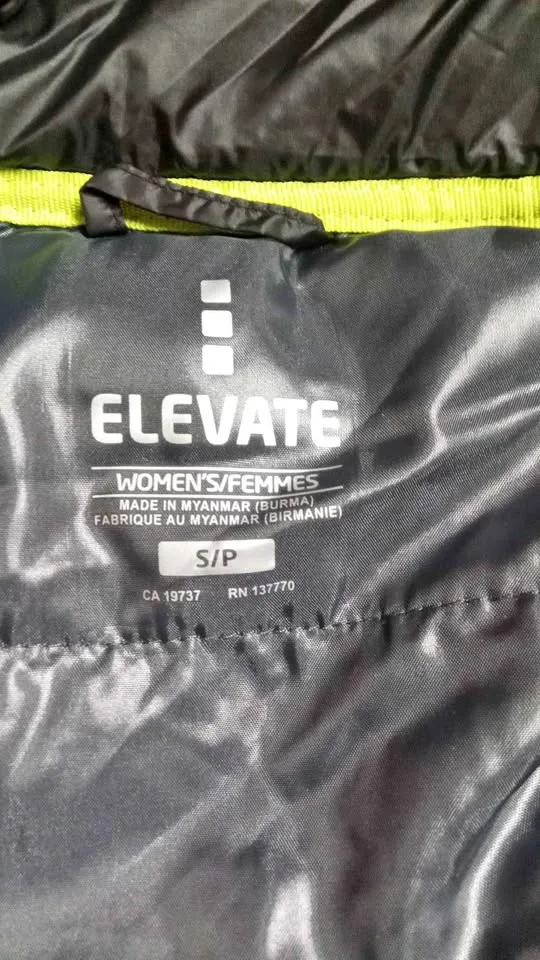 ELEVATE
WOMEN'S/FEMMES
MADE IN MYANMAR (BURMA)
FABRIQUE AU MYANMAR (BIRMANIE)
S/P
CA 19737 RN 137770